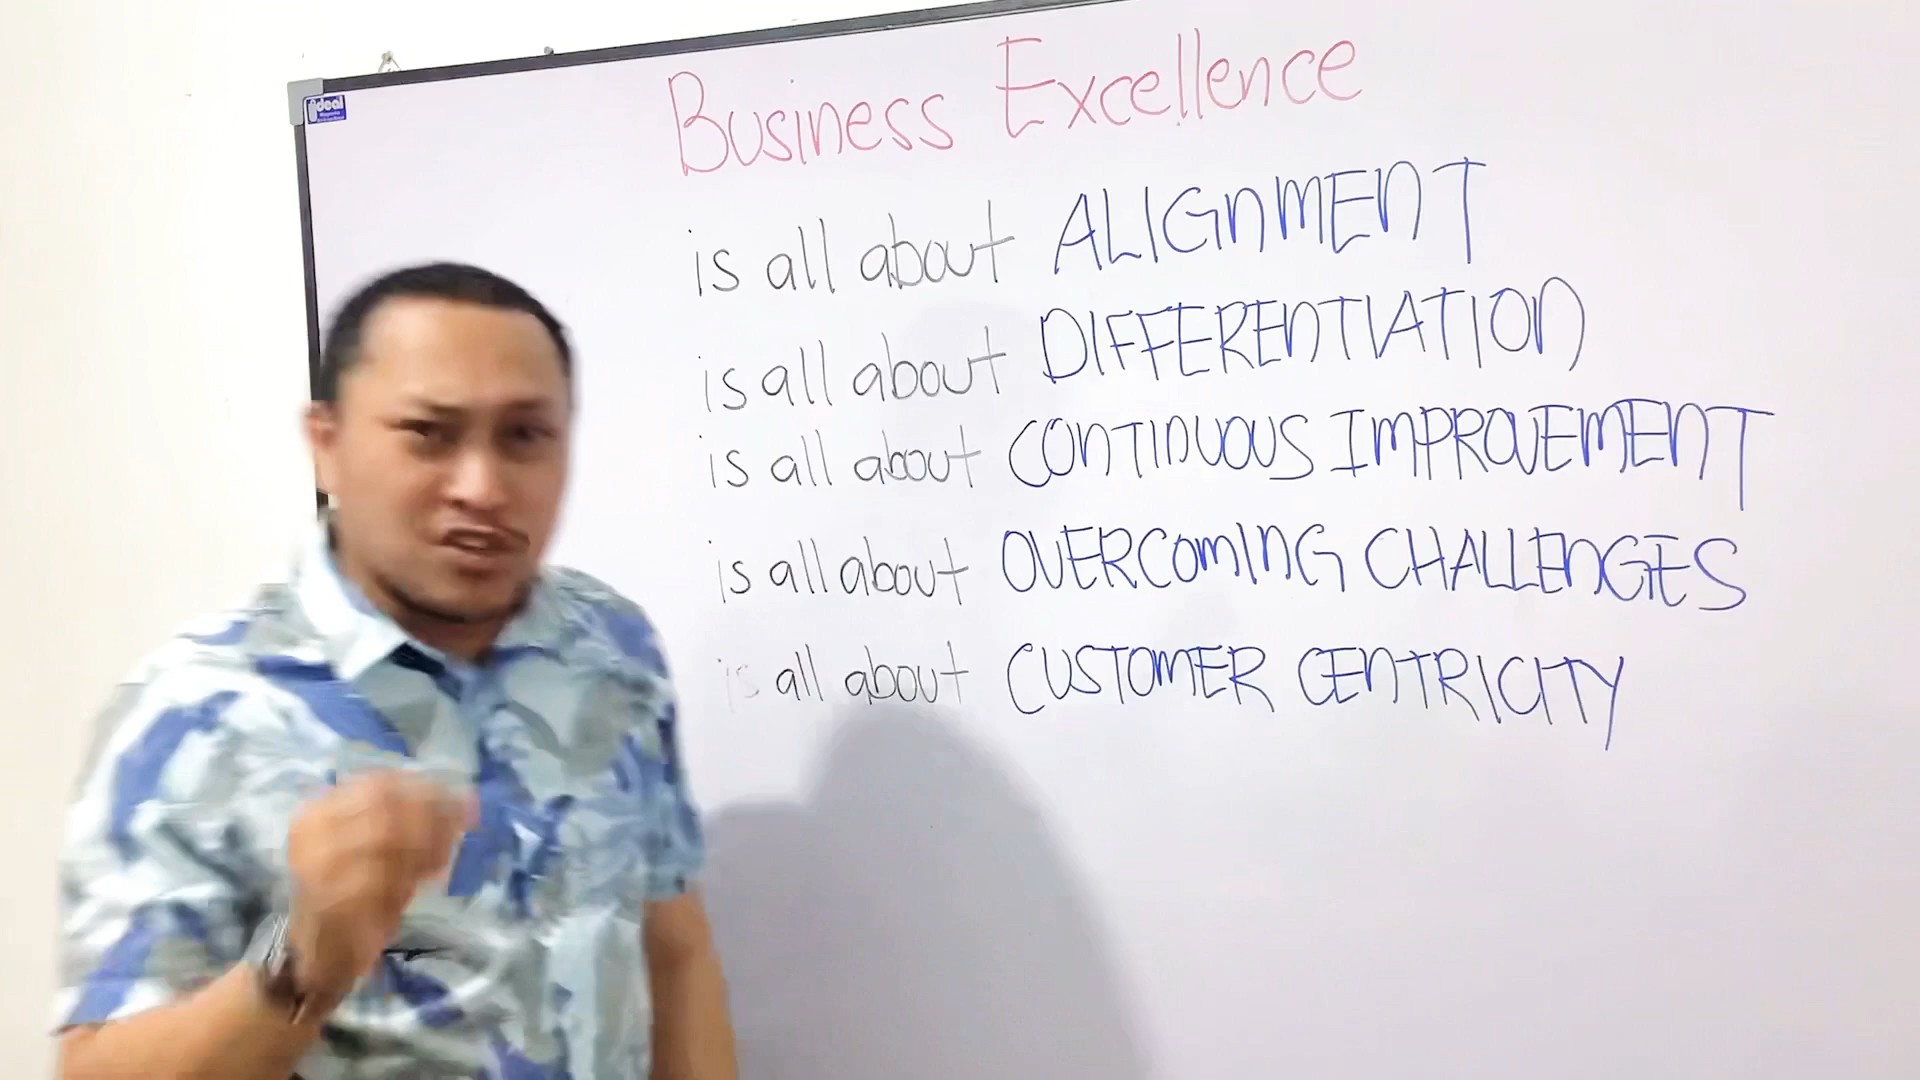 ideal
Business Excellence
is all about ALIGNMENT
is all about DIFFERENTIATION
is all about CONTINUOUS IMPROVEMENT
is all about OVERCOMING CHALLENGES
is all about CUSTOMER CENTRICITY